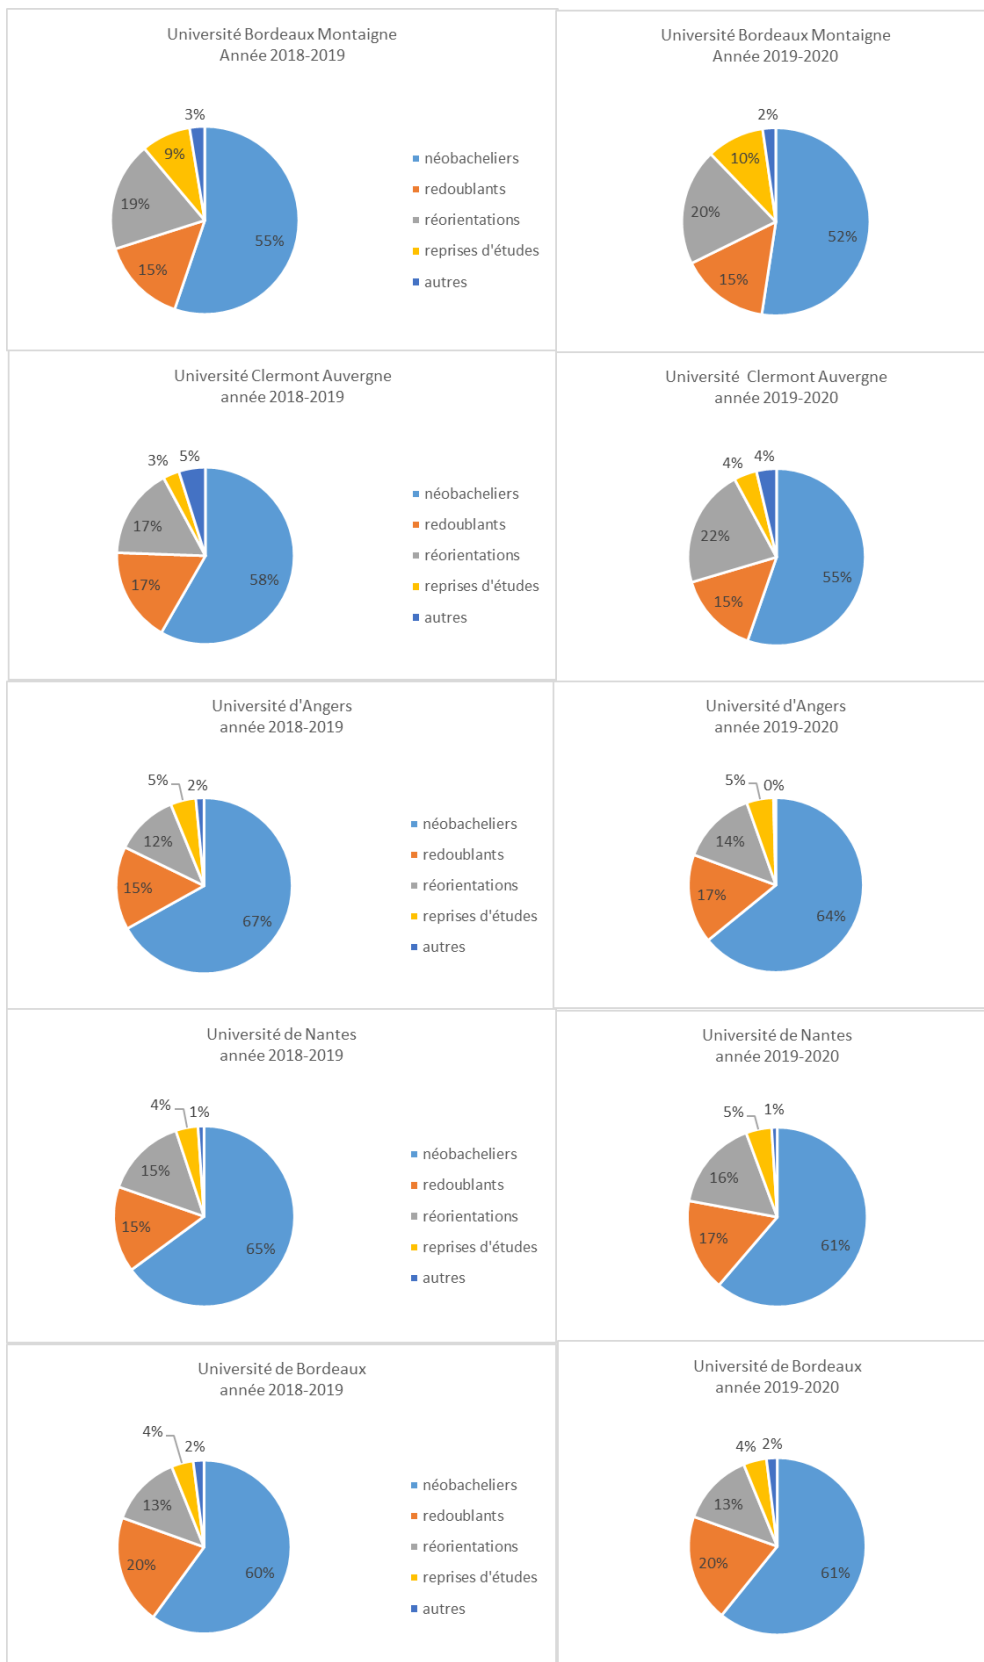 Université Bordeaux Montaigne
Année 2018-2019
3%
9%
19%
15%
55%
néobacheliers
redoublants
réorientations
reprises d'études
autres
Université Bordeaux Montaigne
Année 2019-2020
2%
10%
20%
15%
52%
Université Clermont Auvergne
année 2018-2019
3%
5%
17%
17%
58%
néobacheliers
redoublants
réorientations
reprises d'études
autres
Université Clermont Auvergne
année 2019-2020
4%
4%
22%
15%
55%
Université d'Angers
année 2018-2019
5%
2%
12%
15%
67%
néobacheliers
redoublants
réorientations
reprises d'études
autres
Université d'Angers
année 2019-2020
5%
0%
14%
17%
64%
Université de Nantes
année 2018-2019
4%
1%
15%
15%
65%
néobacheliers
redoublants
réorientations
reprises d'études
autres
Université de Nantes
année 2019-2020
5%
1%
16%
17%
61%
Université de Bordeaux
année 2018-2019
4%
2%
13%
20%
60%
néobacheliers
redoublants
réorientations
reprises d'études
autres
Université de Bordeaux
année 2019-2020
4%
2%
13%
20%
61%